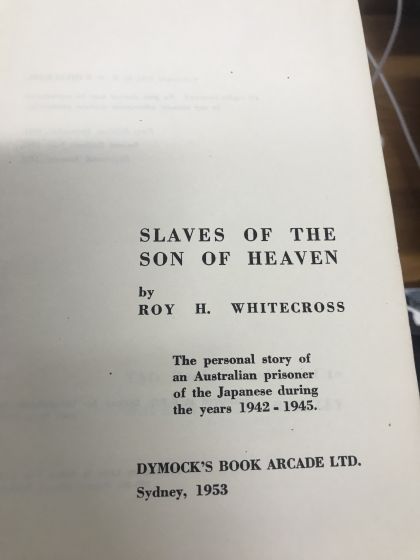 SLAVES OF THE
SON OF HEAVEN
by
ROY H. WHITECROSS
The personal story of
an Australian prisoner
of the Japanese during
the years 1942 - 1945.
DYMOCK'S BOOK ARCADE LTD.
Sydney, 1953